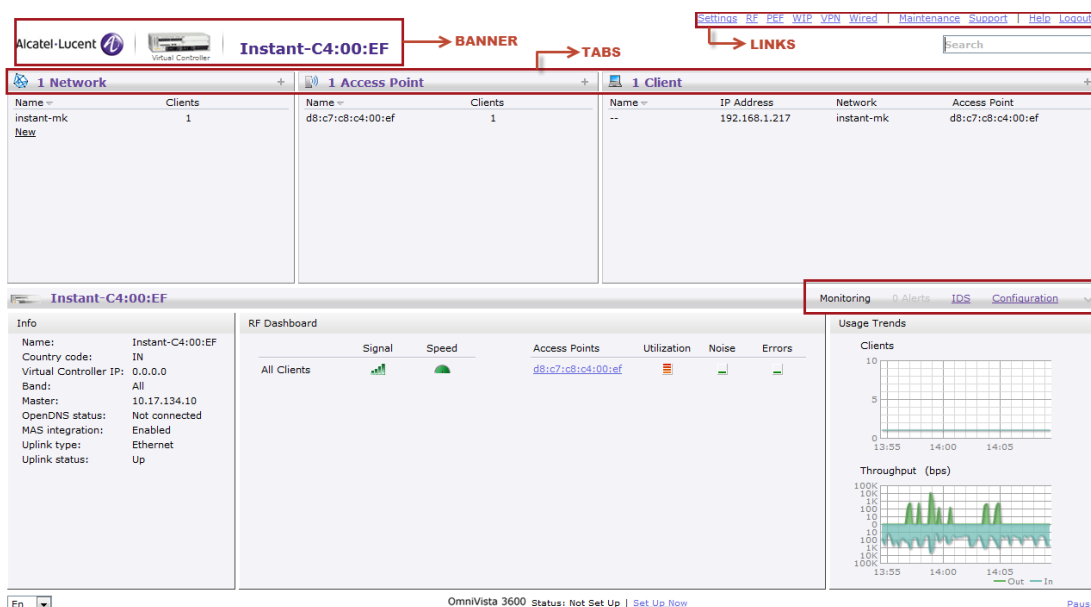 Settings RF PEF WIP VPN Wired | Maintenance Support | Help Logout
Alcatel·Lucent
Virtual Controller
Instant-C4:00:EF
BANNER
TABS
LINKS
Search
1 Network +
1 Access Point +
1 Client +
Name Clients
instant-mk 1
New
Name Clients
d8:c7:c8:c4:00:ef 1
Name IP Address Network Access Point
-- 192.168.1.217 instant-mk d8:c7:c8:c4:00:ef
Instant-C4:00:EF
Monitoring 0 Alerts IDS Configuration
Info
Name: Instant-C4:00:EF
Country code: IN
Virtual Controller IP: 0.0.0.0
Band: All
Master: 10.17.134.10
OpenDNS status: Not connected
MAS integration: Enabled
Uplink type: Ethernet
Uplink status: Up
RF Dashboard
Signal Speed
All Clients
Access Points Utilization Noise Errors
d8:c7:c8:c4:00:ef
Usage Trends
Clients
10
5
0
13:55 14:00 14:05
Throughput (bps)
100K
10K
1K
100
10
0
10
100
1K
10K
100K
13:55 14:00 14:05
Out In
En
OmniVista 3600 Status: Not Set Up | Set Up Now
Paus